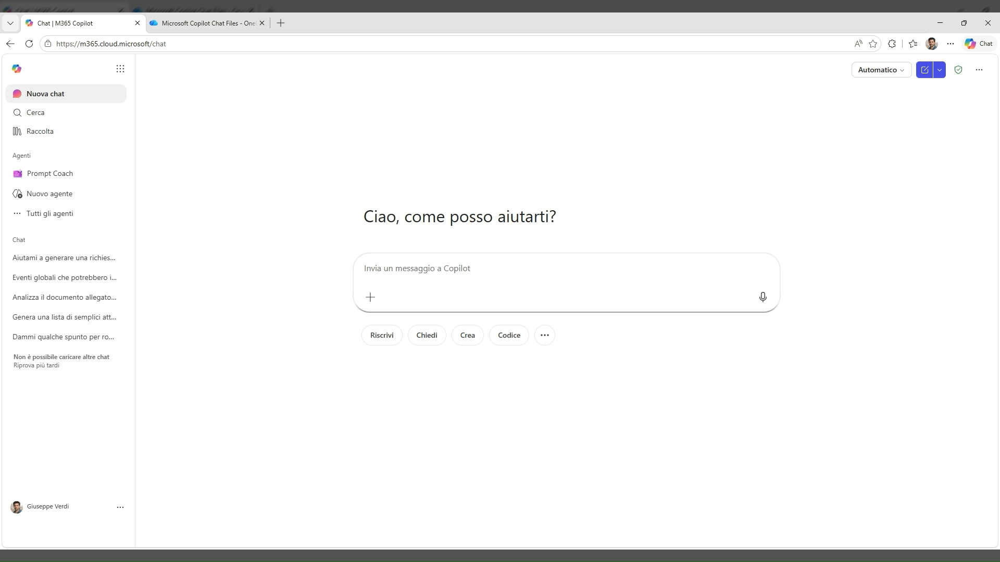 Chat | M365 Copilot
Microsoft Copilot Chat Files - One
https://m365.cloud.microsoft/chat
Chat
Automatico
Nuova chat
Cerca
Raccolta
Agenti
Prompt Coach
Nuovo agente
Tutti gli agenti
Chat
Aiutami a generare una richies...
Eventi globali che potrebbero i...
Analizza il documento allegato...
Genera una lista di semplici att...
Dammi qualche spunto per ro...
Non è possibile caricare altre chat
Riprova più tardi
Giuseppe Verdi
Ciao, come posso aiutarti?
Invia un messaggio a Copilot
Riscrivi Chiedi Crea Codice